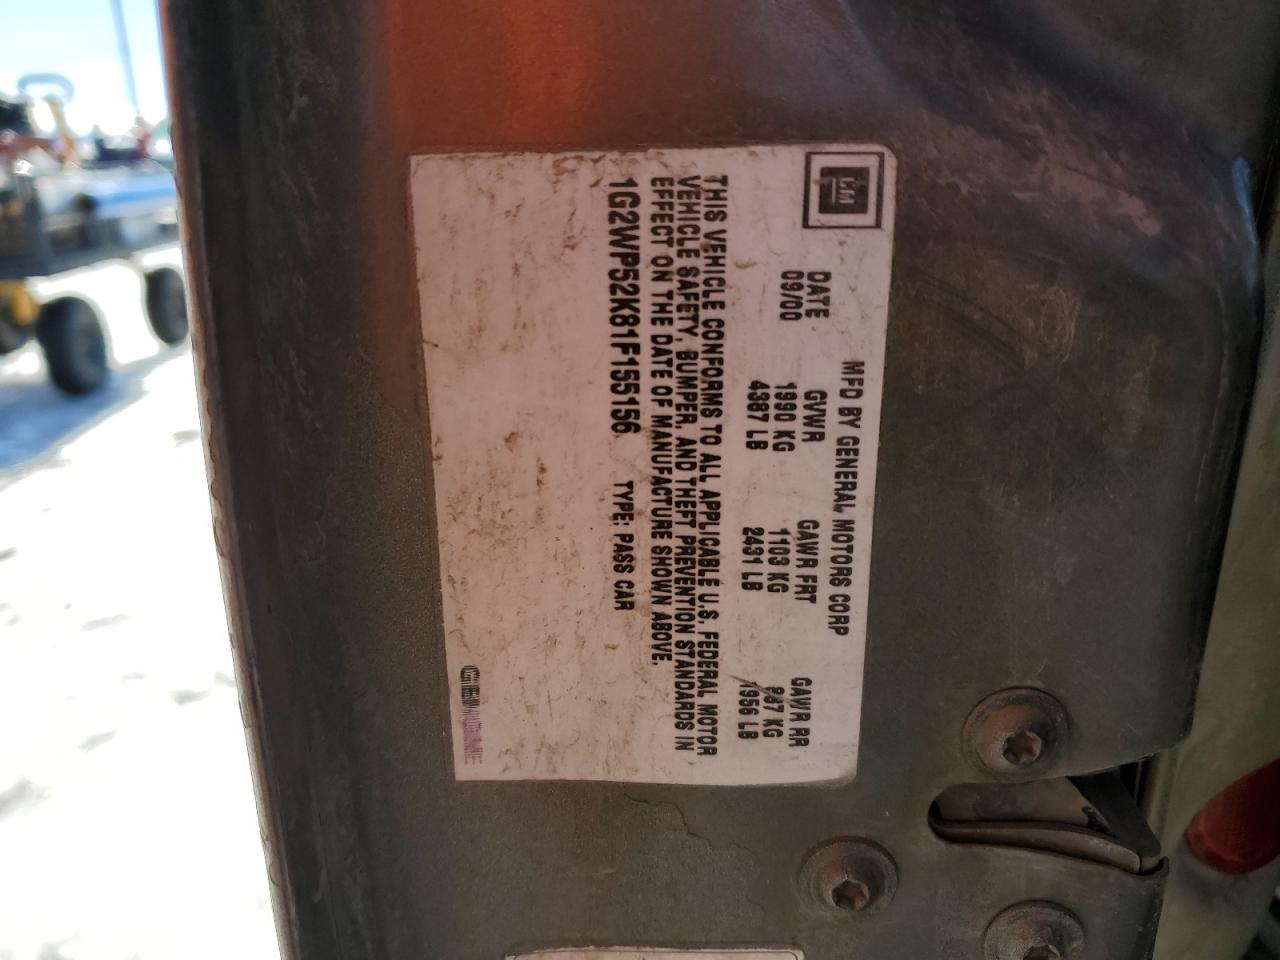 GM
MFD BY GENERAL MOTORS CORP
DATE GVWR GAWR FRT GAWR RR
09/00 1990 KG 1103 KG 887 KG
4387 LB 2431 LB 1956 LB
THIS VEHICLE CONFORMS TO ALL APPLICABLE U.S. FEDERAL MOTOR
VEHICLE SAFETY, BUMPER, AND THEFT PREVENTION STANDARDS IN
EFFECT ON THE DATE OF MANUFACTURE SHOWN ABOVE.
1G2WP52K81F155156 TYPE: PASS CAR